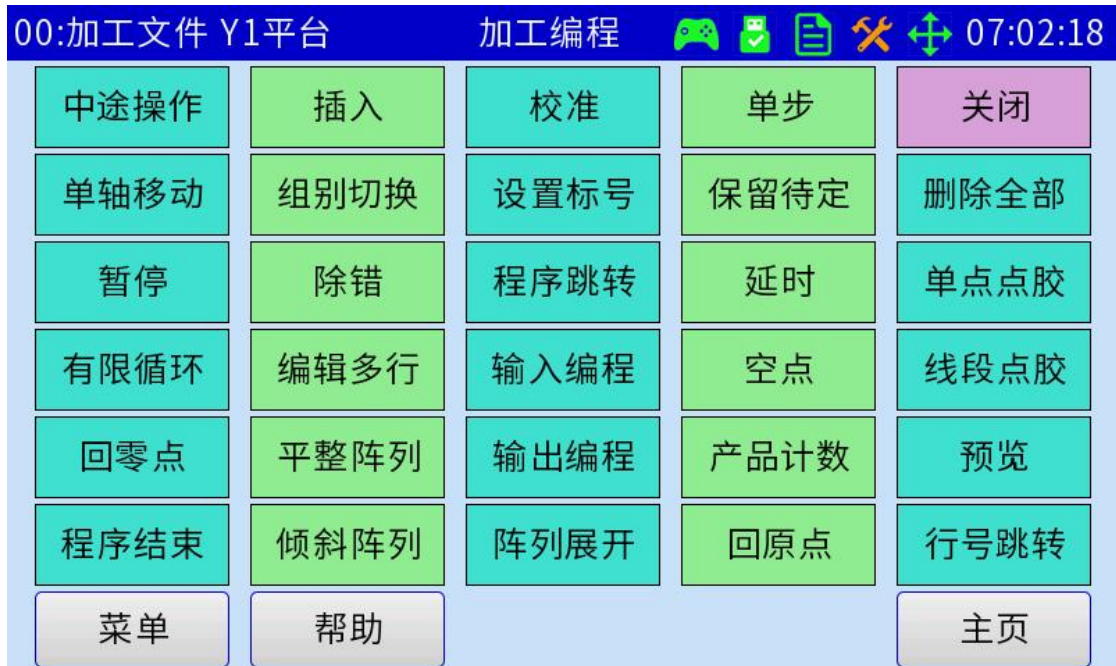 00:加工文件 Y1平台 加工编程 07:02:18
中途操作 插入 校准 单步 关闭
单轴移动 组别切换 设置标号 保留待定 删除全部
暂停 除错 程序跳转 延时 单点点胶
有限循环 编辑多行 输入编程 空点 线段点胶
回零点 平整阵列 输出编程 产品计数 预览
程序结束 倾斜阵列 阵列展开 回原点 行号跳转
菜单 帮助 主页